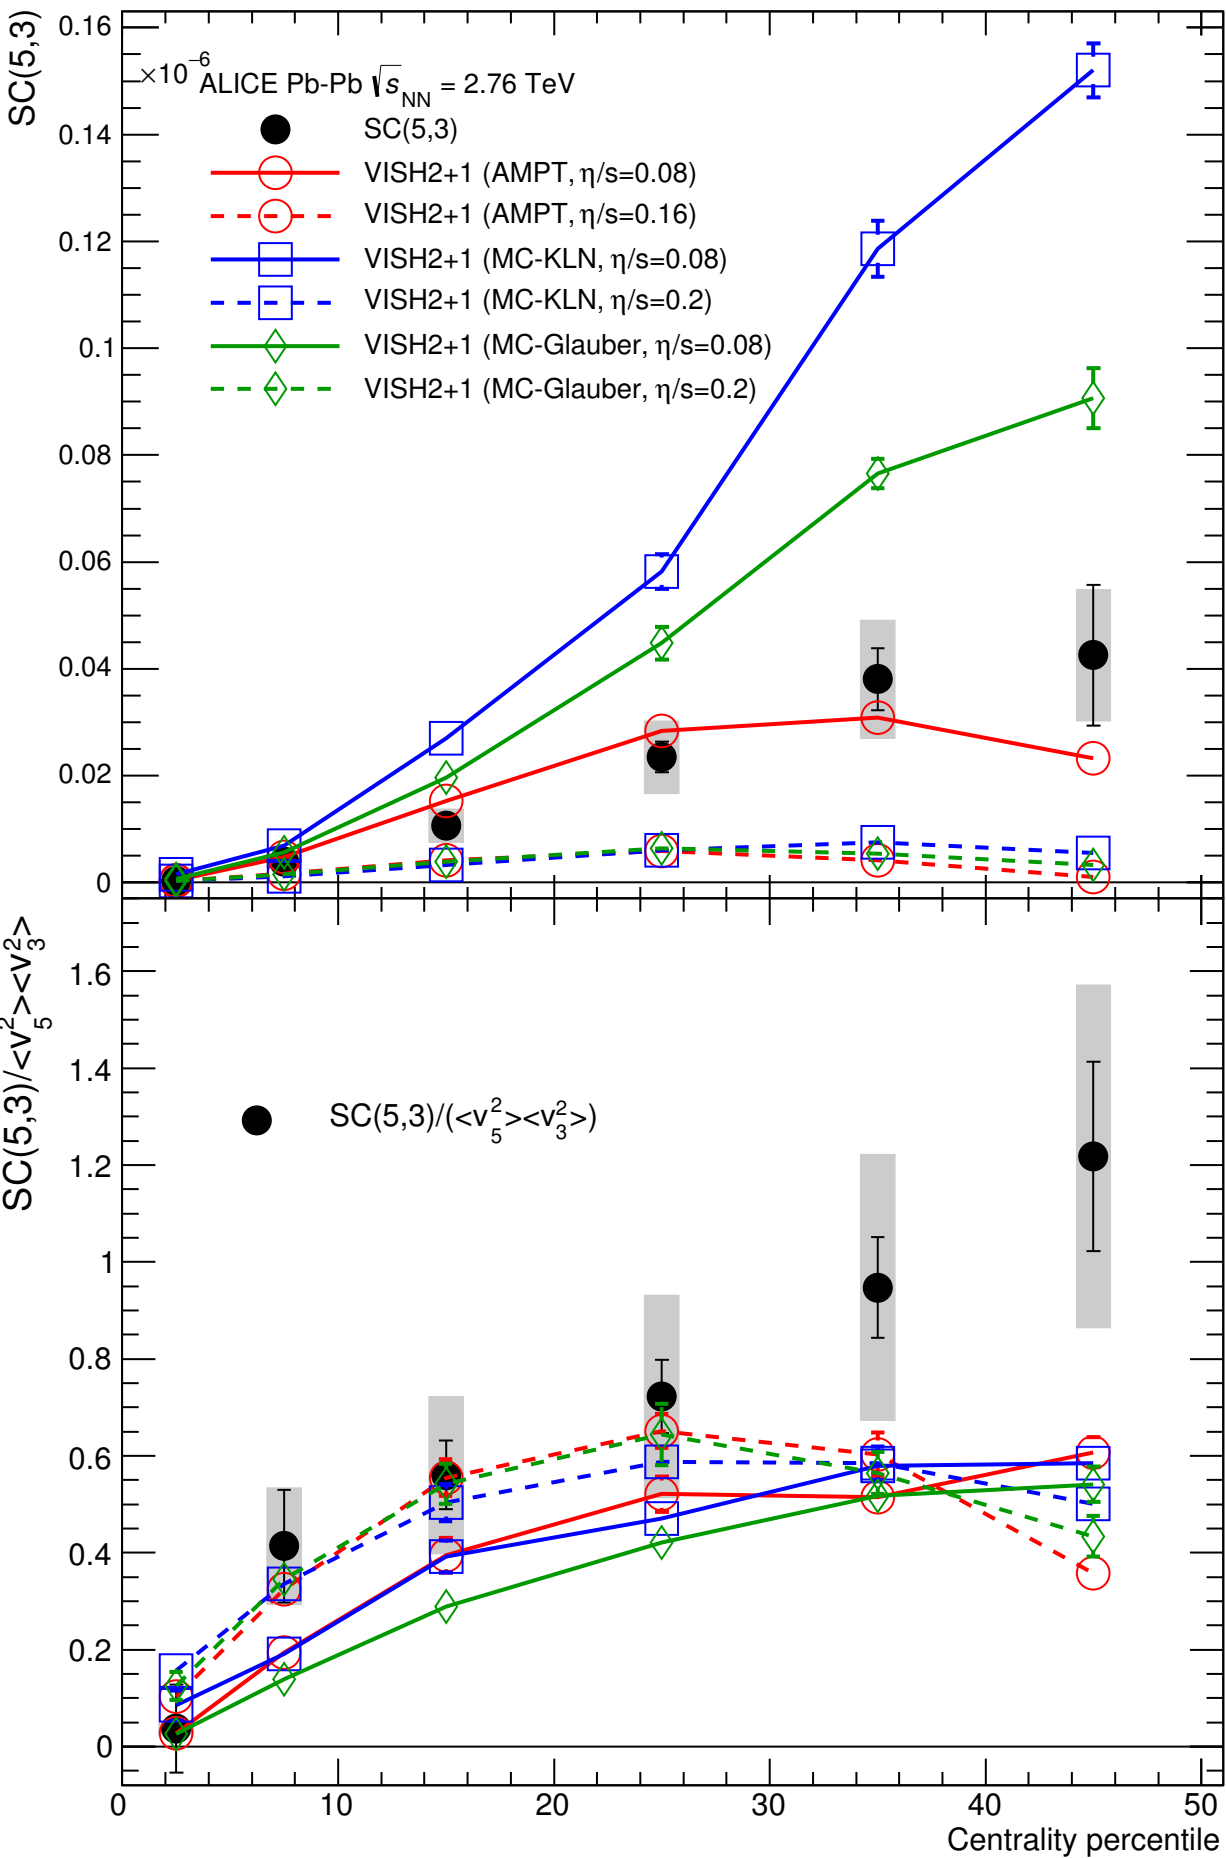 SC(5,3)
×10⁻⁶
ALICE Pb-Pb √s_NN = 2.76 TeV
SC(5,3)
VISH2+1 (AMPT, η/s=0.08)
VISH2+1 (AMPT, η/s=0.16)
VISH2+1 (MC-KLN, η/s=0.08)
VISH2+1 (MC-KLN, η/s=0.2)
VISH2+1 (MC-Glauber, η/s=0.08)
VISH2+1 (MC-Glauber, η/s=0.2)
0.16
0.14
0.12
0.1
0.08
0.06
0.04
0.02
0
SC(5,3)/<v₅²><v₃²>
SC(5,3)/(<v₅²><v₃²>)
1.6
1.4
1.2
1
0.8
0.6
0.4
0.2
0
0 10 20 30 40 50
Centrality percentile